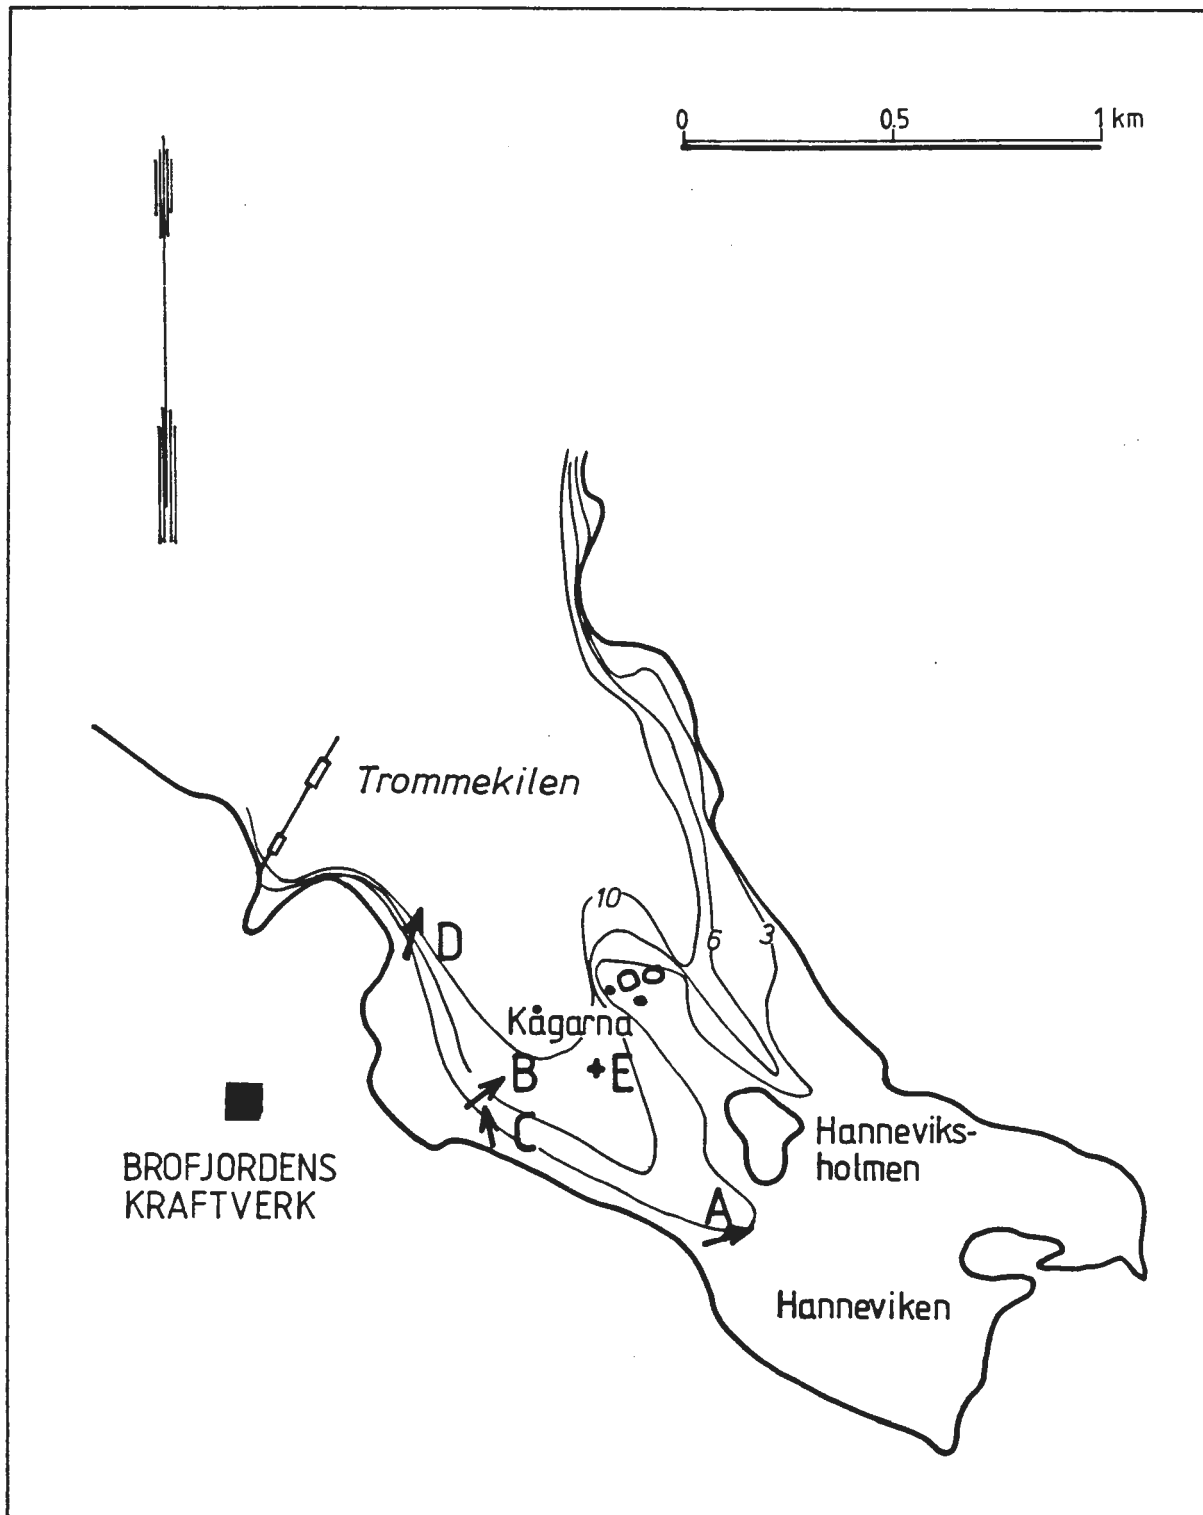 0 0.5 1 km
Trommekilen
10
6 3
D
Kågarna
B
E
C
Hanneviks-
holmen
BROFJORDENS
KRAFTVERK
A
Hanneviken